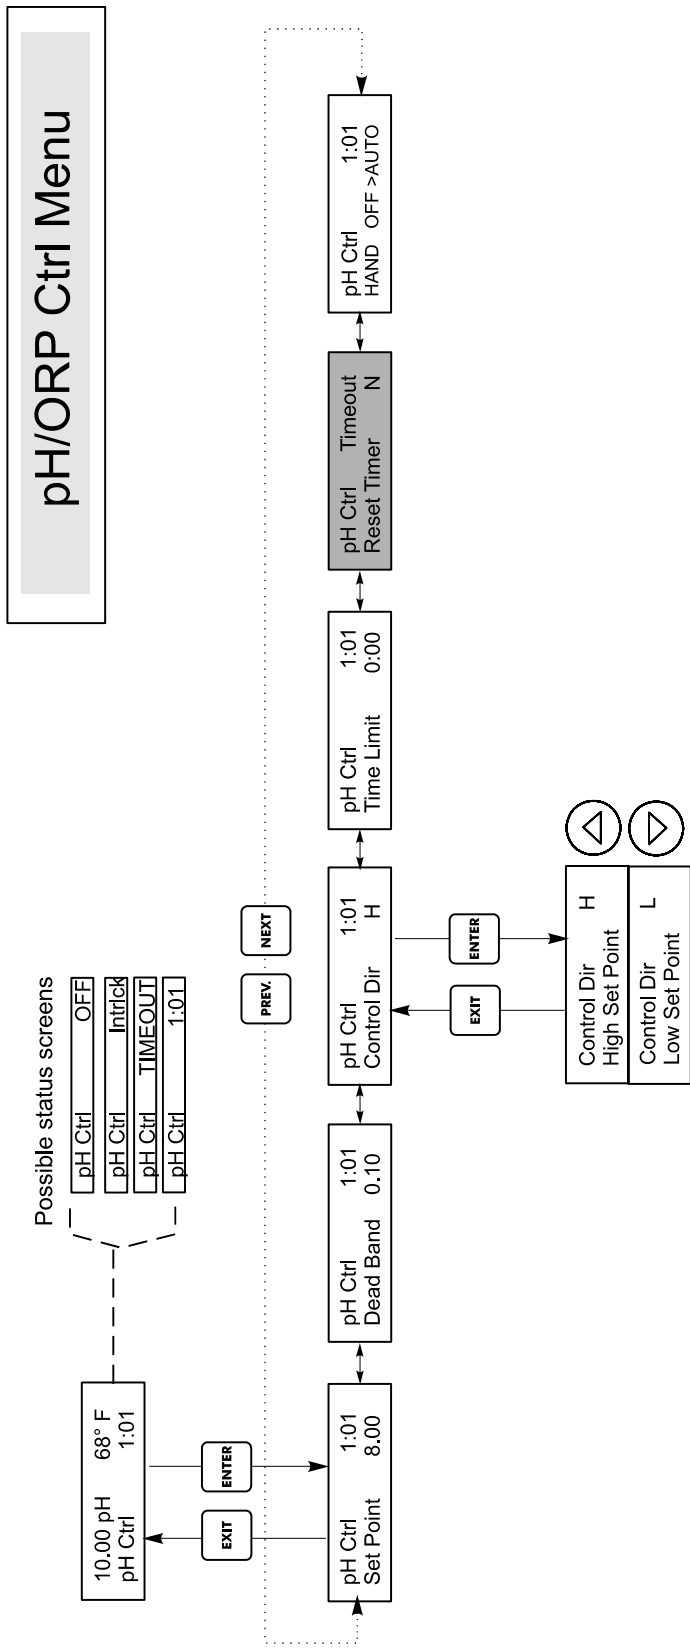 pH/ORP Ctrl Menu
Possible status screens
pH Ctrl OFF
pH Ctrl Intrlck
pH Ctrl TIMEOUT
pH Ctrl 1:01
10.00 pH 68° F
pH Ctrl 1:01
EXIT
ENTER
PREV.
NEXT
pH Ctrl 1:01
Set Point 8.00
pH Ctrl 1:01
Dead Band 0.10
pH Ctrl 1:01
Control Dir H
pH Ctrl 1:01
Time Limit 0:00
pH Ctrl Timeout
Reset Timer N
pH Ctrl 1:01
HAND OFF >AUTO
EXIT
ENTER
Control Dir H
High Set Point
Control Dir L
Low Set Point